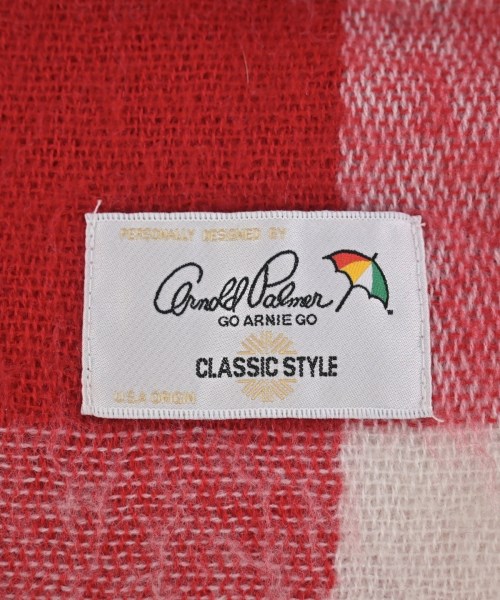 PERSONALLY DESIGNED BY
Arnold Palmer
GO ARNIE GO
CLASSIC STYLE
U.S.A ORIGIN